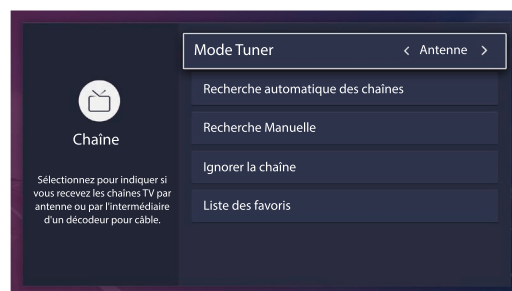 Chaîne
Sélectionnez pour indiquer si
vous recevez les chaînes TV par
antenne ou par l'intermédiaire
d'un décodeur pour câble.
Mode Tuner < Antenne >
Recherche automatique des chaînes
Recherche Manuelle
Ignorer la chaîne
Liste des favoris